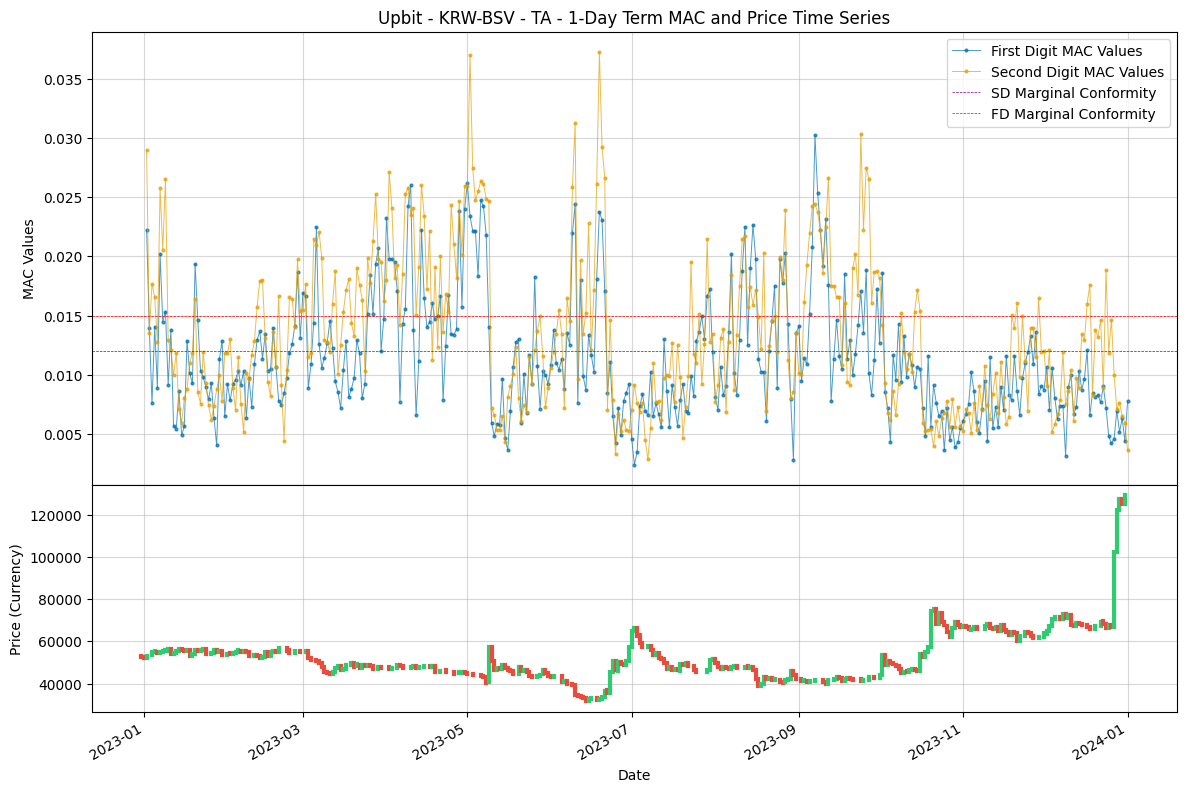 Upbit - KRW-BSV - TA - 1-Day Term MAC and Price Time Series
First Digit MAC Values
Second Digit MAC Values
SD Marginal Conformity
FD Marginal Conformity
MAC Values
0.035
0.030
0.025
0.020
0.015
0.010
0.005
Price (Currency)
120000
100000
80000
60000
40000
2023-01
2023-03
2023-05
2023-07
2023-09
2023-11
2024-01
Date